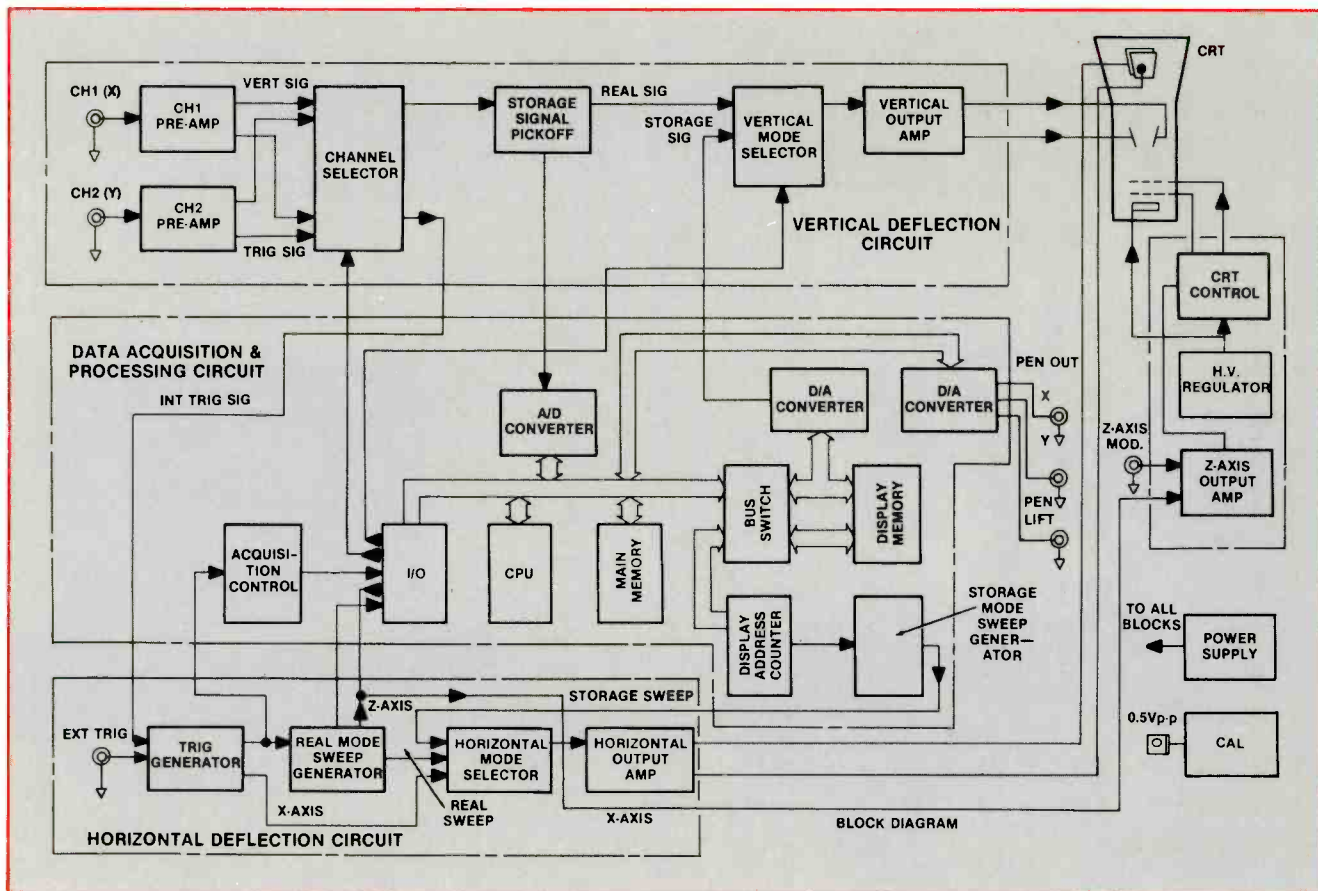 CRT
CH1 (X)
CH1
PRE-AMP
VERT SIG
CH2 (Y)
CH2
PRE-AMP
TRIG SIG
CHANNEL
SELECTOR
STORAGE
SIGNAL
PICKOFF
REAL SIG
STORAGE
SIG
VERTICAL
MODE
SELECTOR
VERTICAL
OUTPUT
AMP
VERTICAL DEFLECTION
CIRCUIT
CRT
CONTROL
H.V.
REGULATOR
Z-AXIS
MOD.
Z-AXIS
OUTPUT
AMP
DATA ACQUISITION &
PROCESSING CIRCUIT
INT TRIG SIG
A/D
CONVERTER
D/A
CONVERTER
D/A
CONVERTER
PEN OUT
X
Y
PEN
LIFT
ACQUISI-
TION
CONTROL
I/O
CPU
MAIN
MEMORY
BUS
SWITCH
DISPLAY
MEMORY
DISPLAY
ADDRESS
COUNTER
STORAGE
MODE
SWEEP
GENER—
ATOR
TO ALL
BLOCKS
POWER
SUPPLY
0.5Vp-p
CAL
STORAGE SWEEP
Z-AXIS
EXT TRIG
TRIG
GENERATOR
REAL MODE
SWEEP
GENERATOR
HORIZONTAL
MODE
SELECTOR
HORIZONTAL
OUTPUT
AMP
X-AXIS
REAL
SWEEP
X-AXIS
BLOCK DIAGRAM
HORIZONTAL DEFLECTION CIRCUIT